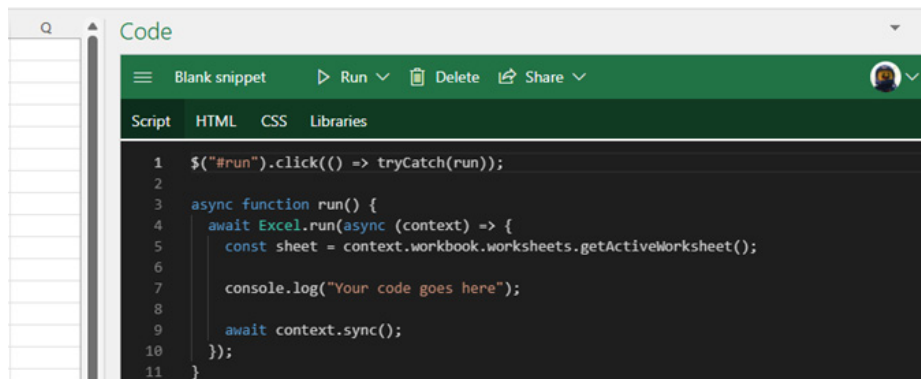 Q
Code
Blank snippet Run Delete Share
Script HTML CSS Libraries
1 $("#run").click(() => tryCatch(run));
2
3 async function run() {
4 await Excel.run(async (context) => {
5 const sheet = context.workbook.worksheets.getActiveWorksheet();
6
7 console.log("Your code goes here");
8
9 await context.sync();
10 });
11 }